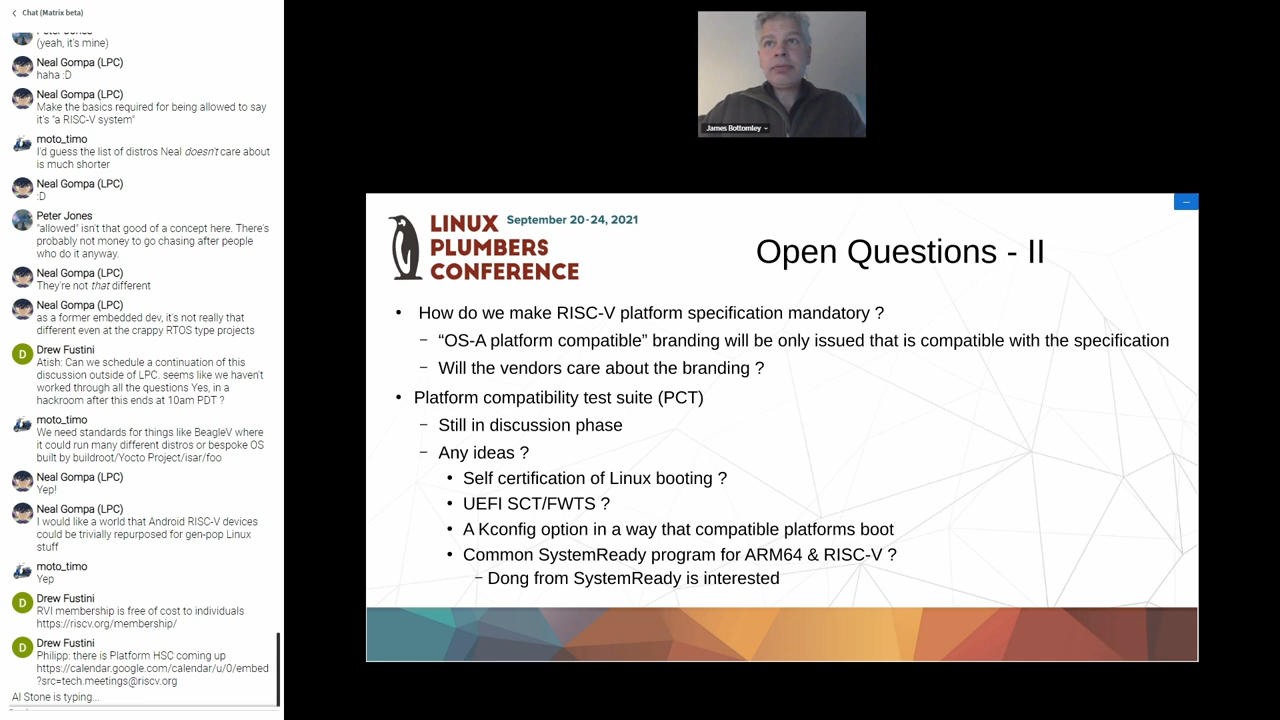 Chat (Matrix beta)
Peter Jones
(yeah, it's mine)
Neal Gompa (LPC)
haha :D
Neal Gompa (LPC)
Make the basics required for being allowed to say
it's "a RISC-V system"
moto_timo
I'd guess the list of distros Neal doesn't care about
is much shorter
Neal Gompa (LPC)
:D
Peter Jones
"allowed" isn't that good of a concept here. There's
probably not money to go chasing after people
who do it anyway.
Neal Gompa (LPC)
They're not that different
Neal Gompa (LPC)
as a former embedded dev, it's not really that
different even at the crappy RTOS type projects
D
Drew Fustini
Atish: Can we schedule a continuation of this
discussion outside of LPC. seems like we haven't
worked through all the questions Yes, in a
hackroom after this ends at 10am PDT ?
moto_timo
We need standards for things like BeagleV where
it could run many different distros or bespoke OS
built by buildroot/Yocto Project/isar/foo
Neal Gompa (LPC)
Yep!
Neal Gompa (LPC)
I would like a world that Android RISC-V devices
could be trivially repurposed for gen-pop Linux
stuff
moto_timo
Yep
D
Drew Fustini
RVI membership is free of cost to individuals
https://riscv.org/membership/
D
Drew Fustini
Philipp: there is Platform HSC coming up
https://calendar.google.com/calendar/u/0/embed
?src=tech.meetings@riscv.org
Al Stone is typing...
James Bottomley
LINUX
PLUMBERS
CONFERENCE
September 20-24, 2021
Open Questions - II
• How do we make RISC-V platform specification mandatory ?
– “OS-A platform compatible” branding will be only issued that is compatible with the specification
– Will the vendors care about the branding ?
• Platform compatibility test suite (PCT)
– Still in discussion phase
– Any ideas ?
• Self certification of Linux booting ?
• UEFI SCT/FWTS ?
• A Kconfig option in a way that compatible platforms boot
• Common SystemReady program for ARM64 & RISC-V ?
– Dong from SystemReady is interested